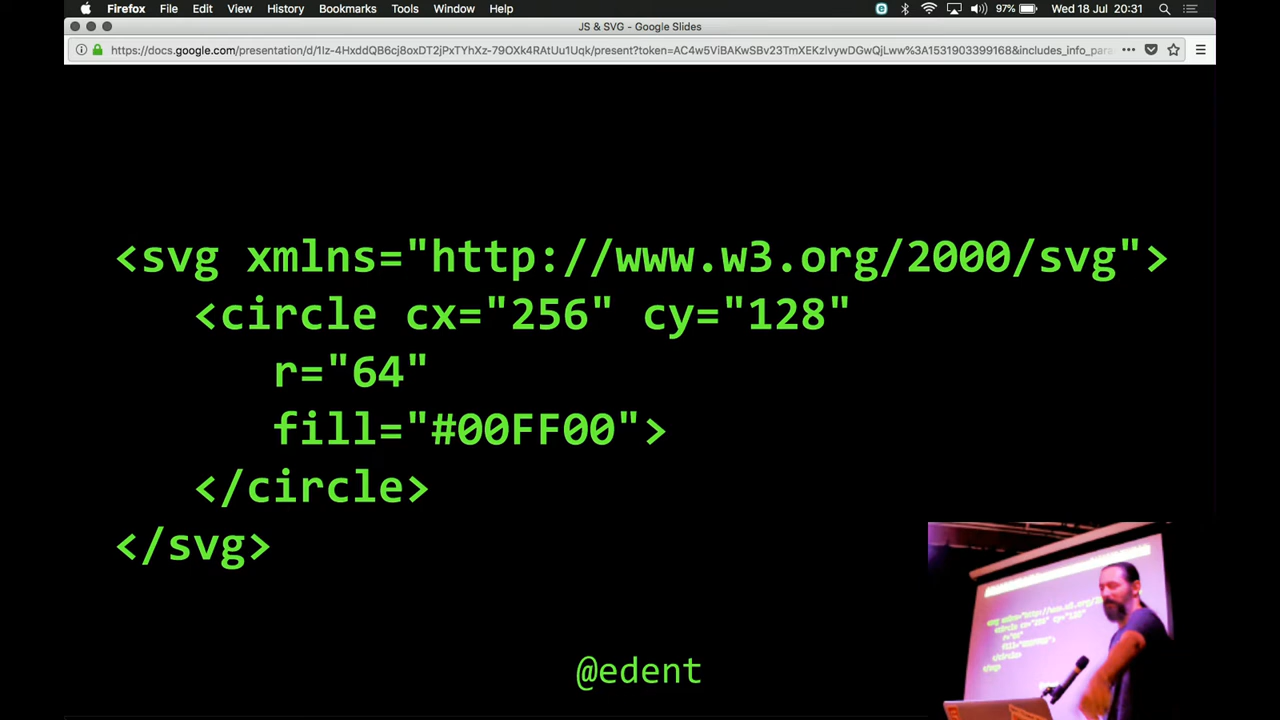 Firefox File Edit View History Bookmarks Tools Window Help 97% Wed 18 Jul 20:31
JS & SVG - Google Slides
<svg xmlns="http://www.w3.org/2000/svg">
<circle cx="256" cy="128"
r="64"
fill="#00FF00">
</circle>
</svg>
@edent